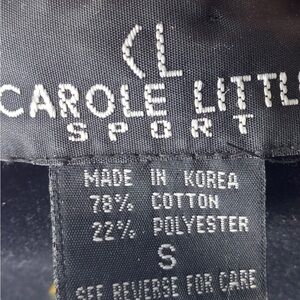 CL
CAROLE LITTL
SPORT
MADE IN KOREA
78% COTTON
22% POLYESTER
S
SEE REVERSE FOR CARE